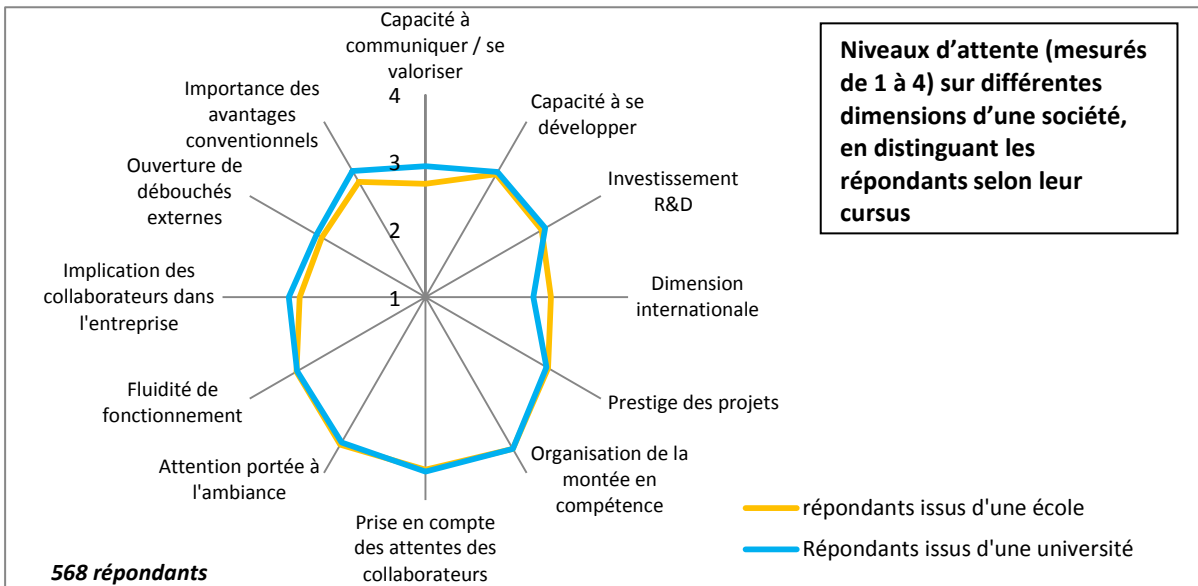 Capacité à
communiquer / se
valoriser
Niveaux d'attente (mesurés
de 1 à 4) sur différentes
dimensions d'une société,
en distinguant les
répondants selon leur
cursus
Importance des
avantages
conventionnels
4
Capacité à se
développer
Ouverture de
débouchés
externes
3
Investissement
R&D
2
Implication des
collaborateurs dans
l'entreprise
1
Dimension
internationale
Fluidité de
fonctionnement
Prestige des projets
Attention portée à
l'ambiance
Organisation de la
montée en
compétence
Prise en compte
des attentes des
collaborateurs
répondants issus d'une école
Répondants issus d'une université
568 répondants